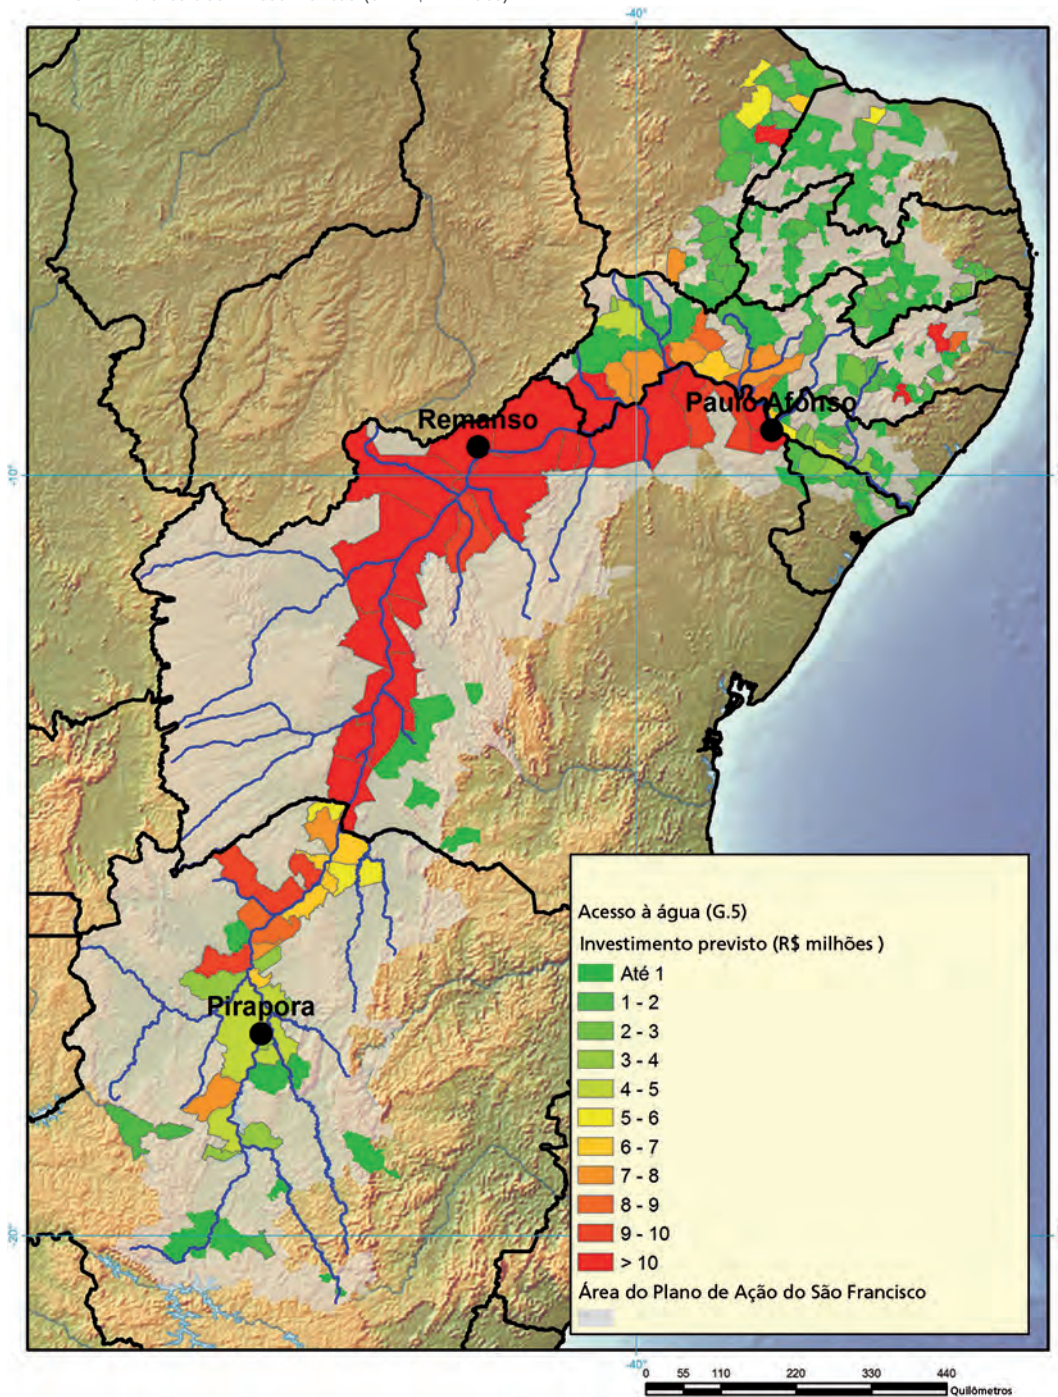 -40°
Remanso
Paulo Afonso
-10°
-10°
Acesso à água (G.5)
Investimento previsto (R$ milhões )
Até 1
1 - 2
2 - 3
3 - 4
4 - 5
5 - 6
6 - 7
7 - 8
8 - 9
9 - 10
> 10
Área do Plano de Ação do São Francisco
Pirapora
-20°
-20°
-40°
0 55 110 220 330 440
Quilômetros